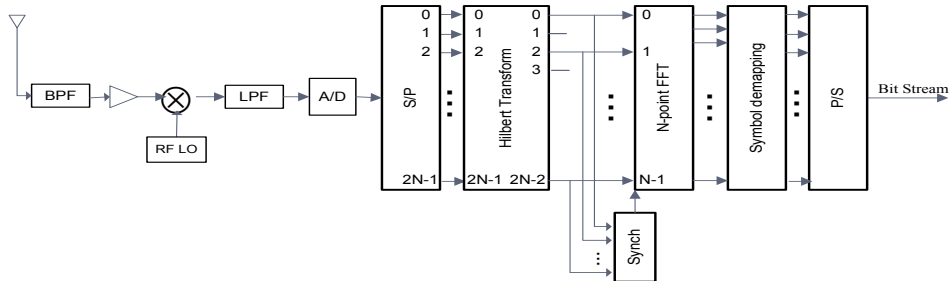 BPF
RF LO
LPF
A/D
S/P
0
1
2
2N-1
Hilbert Transform
0
1
2
2N-1
0
1
2
3
2N-2
N-point FFT
0
1
N-1
Synch
Symbol demapping
P/S
Bit Stream